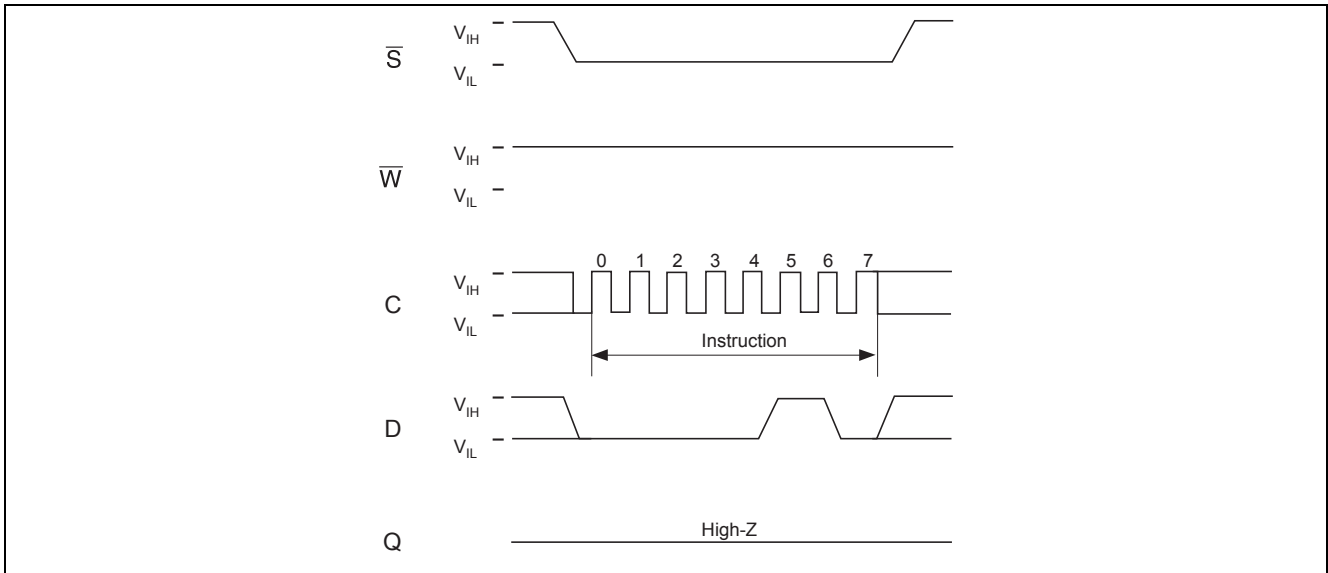 S̅
V_IH
V_IL
W̅
V_IH
V_IL
C
V_IH
V_IL
0 1 2 3 4 5 6 7
Instruction
D
V_IH
V_IL
Q
High-Z